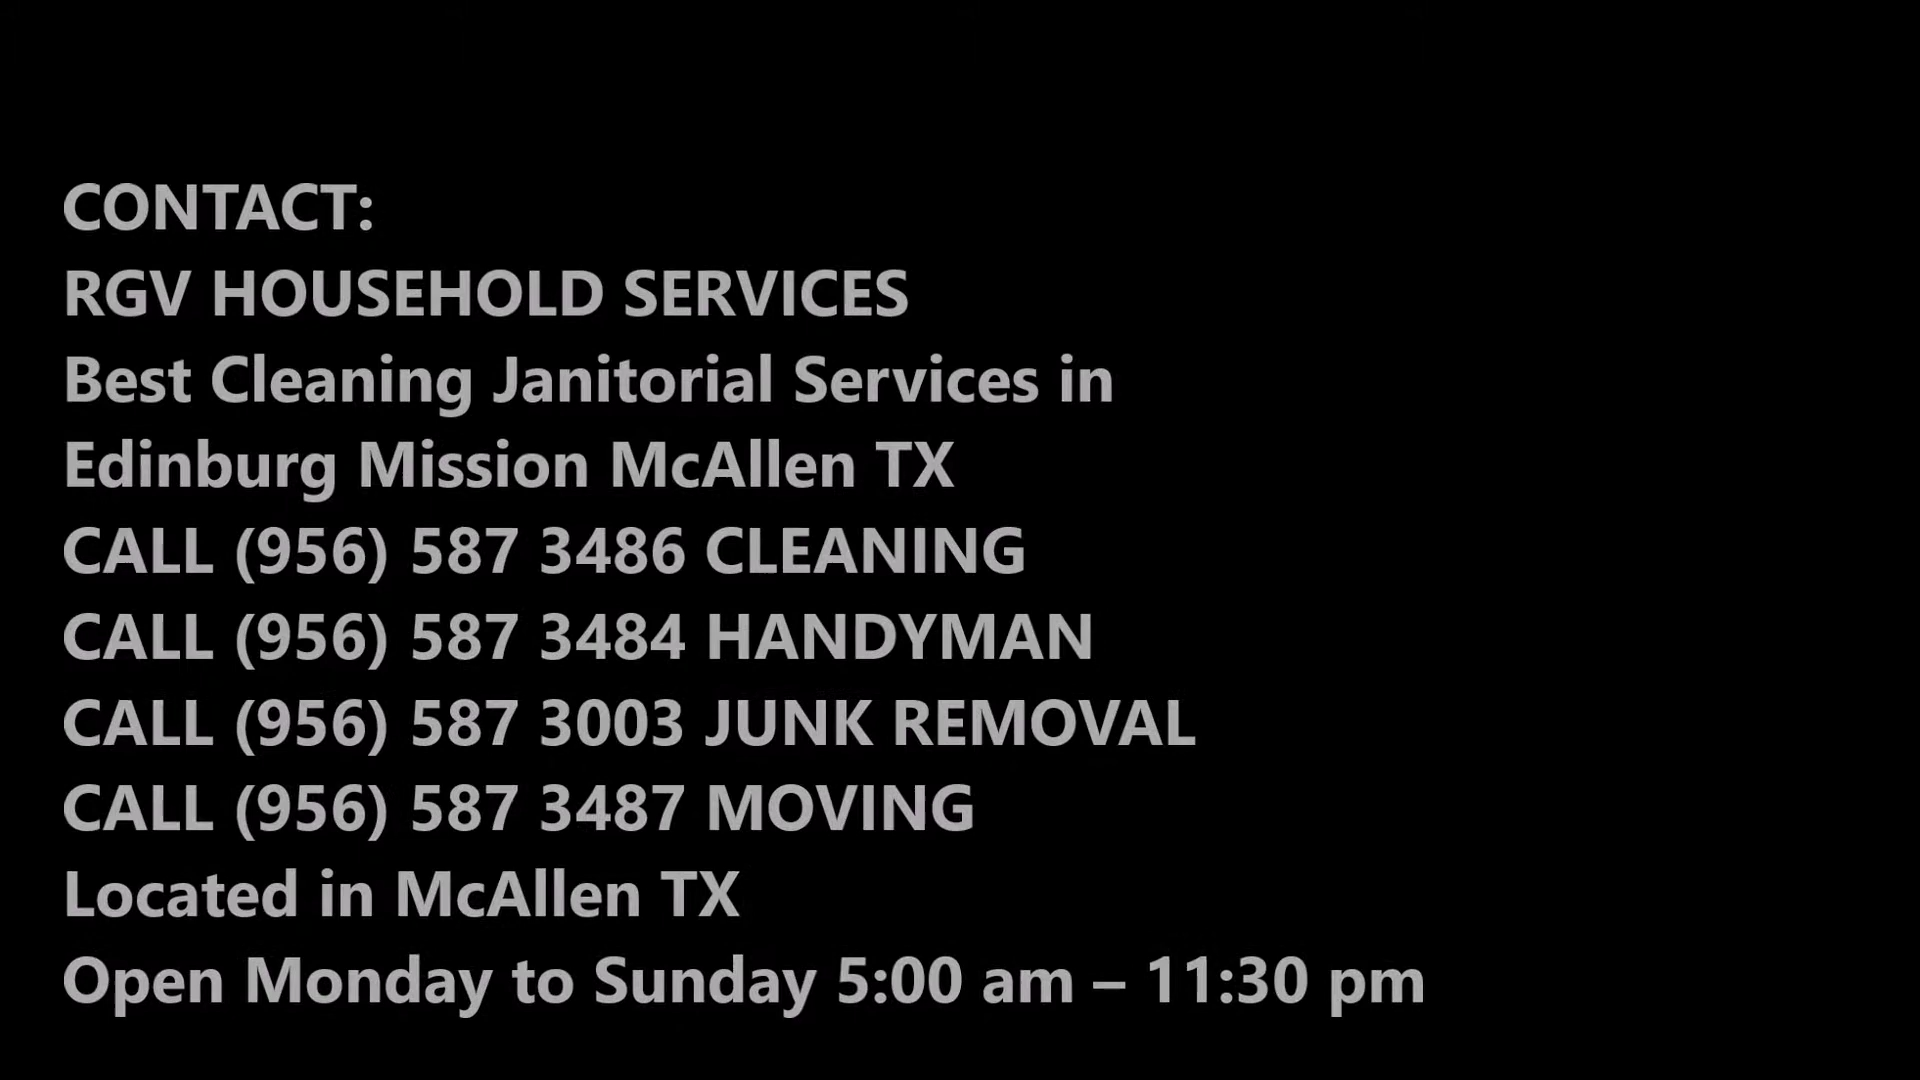 CONTACT:
RGV HOUSEHOLD SERVICES
Best Cleaning Janitorial Services in
Edinburg Mission McAllen TX
CALL (956) 587 3486 CLEANING
CALL (956) 587 3484 HANDYMAN
CALL (956) 587 3003 JUNK REMOVAL
CALL (956) 587 3487 MOVING
Located in McAllen TX
Open Monday to Sunday 5:00 am – 11:30 pm